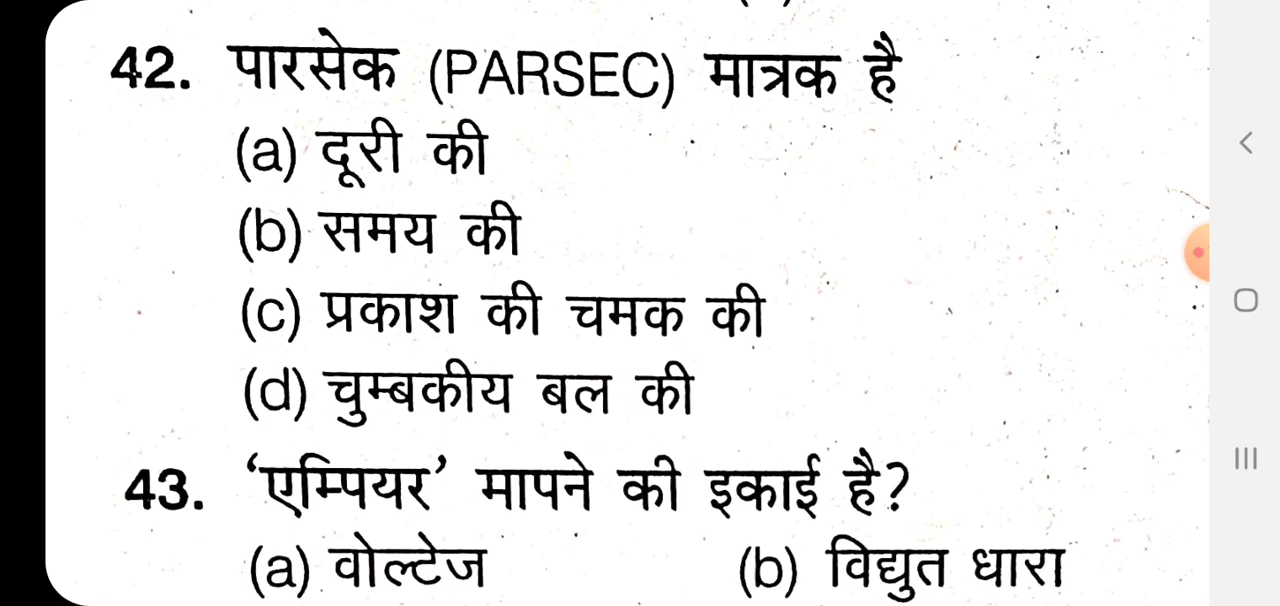 42. पारसेक (PARSEC) मात्रक है
(a) दूरी की
(b) समय की
(c) प्रकाश की चमक की
(d) चुम्बकीय बल की
43. ‘एम्पियर’ मापने की इकाई है?
(a) वोल्टेज (b) विद्युत धारा